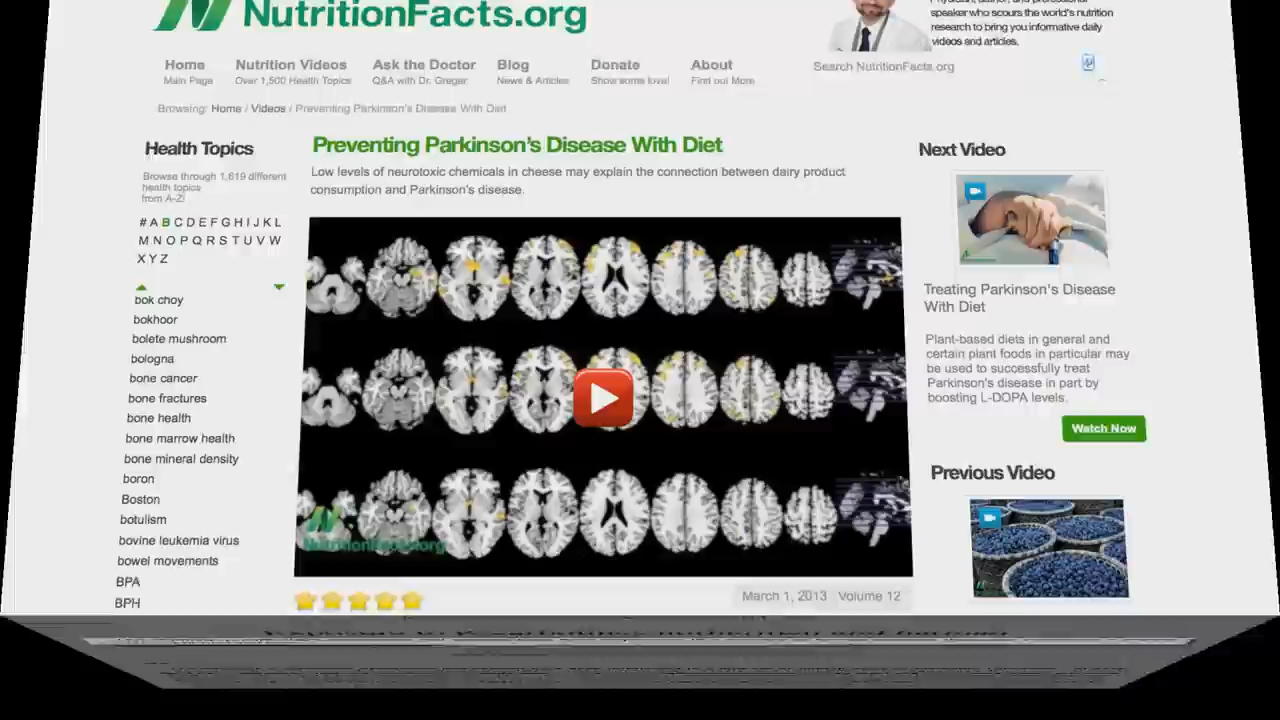 NutritionFacts.org
speaker who scours the world's nutrition
research to bring you informative daily
videos and articles.
Home Nutrition Videos Ask the Doctor Blog Donate About
Main Page Over 1,500 Health Topics Q&A with Dr. Greger News & Articles Show some love! Find out More
Search NutritionFacts.org
Browsing: Home / Videos / Preventing Parkinson's Disease With Diet
Health Topics
Browse through 1,619 different
health topics
from A-Z!
# A B C D E F G H I J K L
M N O P Q R S T U V W
X Y Z
bok choy
bokhoor
bolete mushroom
bologna
bone cancer
bone fractures
bone health
bone marrow health
bone mineral density
boron
Boston
botulism
bovine leukemia virus
bowel movements
BPA
BPH
Preventing Parkinson's Disease With Diet
Low levels of neurotoxic chemicals in cheese may explain the connection between dairy product
consumption and Parkinson's disease.
NutritionFacts.org
March 1, 2013 Volume 12
Next Video
Treating Parkinson's Disease
With Diet
Plant-based diets in general and
certain plant foods in particular may
be used to successfully treat
Parkinson's disease in part by
boosting L-DOPA levels.
Watch Now
Previous Video